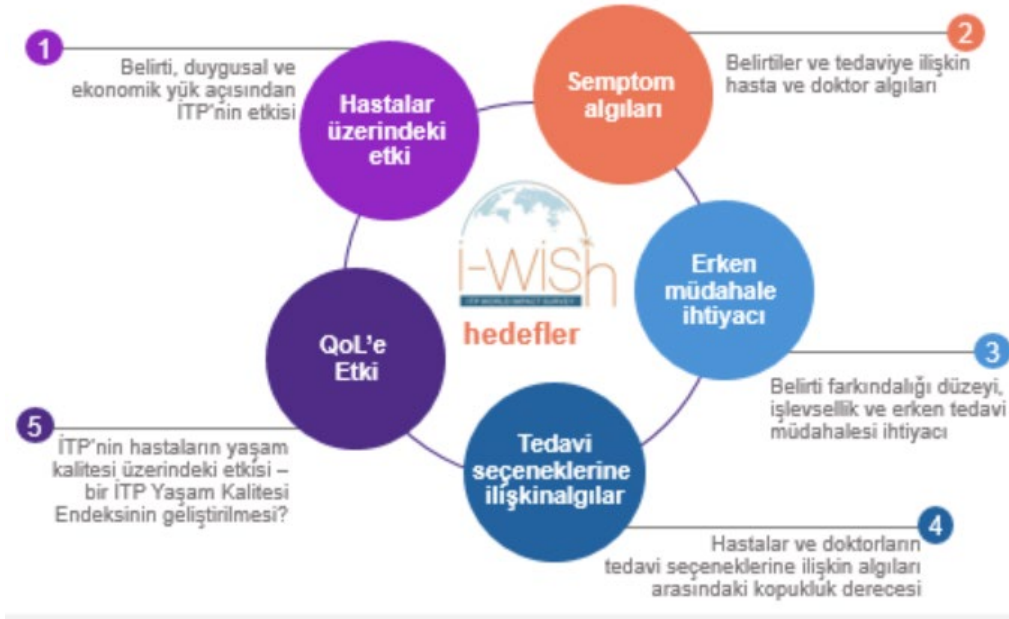 1
Belirti, duygusal ve
ekonomik yük açısından
İTP'nin etkisi
Hastalar
üzerindeki
etki
Semptom
algıları
2
Belirtiler ve tedaviye ilişkin
hasta ve doktor algıları
i-WISh
ITP WORLD IMPACT SURVEY
hedefler
Erken
müdahale
ihtiyacı
3
Belirti farkındalığı düzeyi,
işlevsellik ve erken tedavi
müdahalesi ihtiyacı
QoL'e
Etki
5
İTP'nin hastaların yaşam
kalitesi üzerindeki etkisi –
bir İTP Yaşam Kalitesi
Endeksinin geliştirilmesi?
Tedavi
seçeneklerine
ilişkinalgılar
4
Hastalar ve doktorların
tedavi seçeneklerine ilişkin algıları
arasındaki kopukluk derecesi